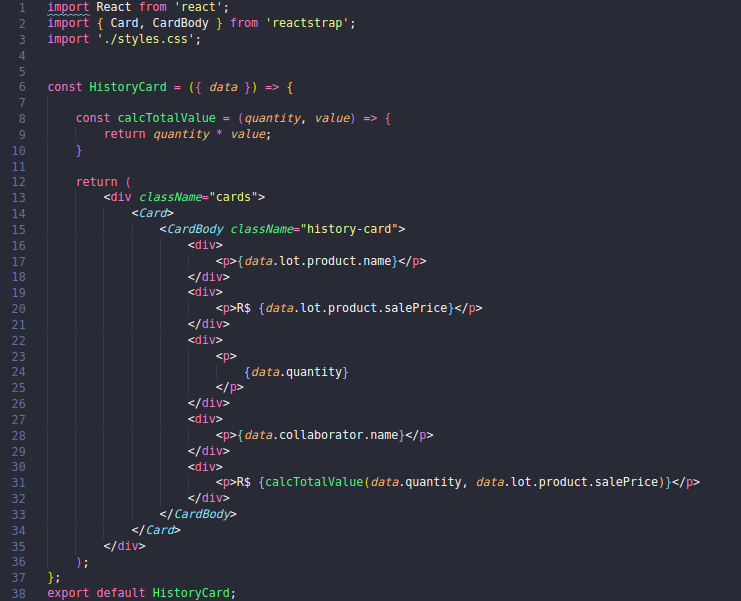 1 import React from 'react';
2 import { Card, CardBody } from 'reactstrap';
3 import './styles.css';
4
5
6 const HistoryCard = ({ data }) => {
7
8     const calcTotalValue = (quantity, value) => {
9         return quantity * value;
10     }
11
12     return (
13         <div className="cards">
14             <Card>
15                 <CardBody className="history-card">
16                     <div>
17                         <p>{data.lot.product.name}</p>
18                     </div>
19                     <div>
20                         <p>R$ {data.lot.product.salePrice}</p>
21                     </div>
22                     <div>
23                         <p>
24                             {data.quantity}
25                         </p>
26                     </div>
27                     <div>
28                         <p>{data.collaborator.name}</p>
29                     </div>
30                     <div>
31                         <p>R$ {calcTotalValue(data.quantity, data.lot.product.salePrice)}</p>
32                     </div>
33                 </CardBody>
34             </Card>
35         </div>
36     );
37 };
38 export default HistoryCard;